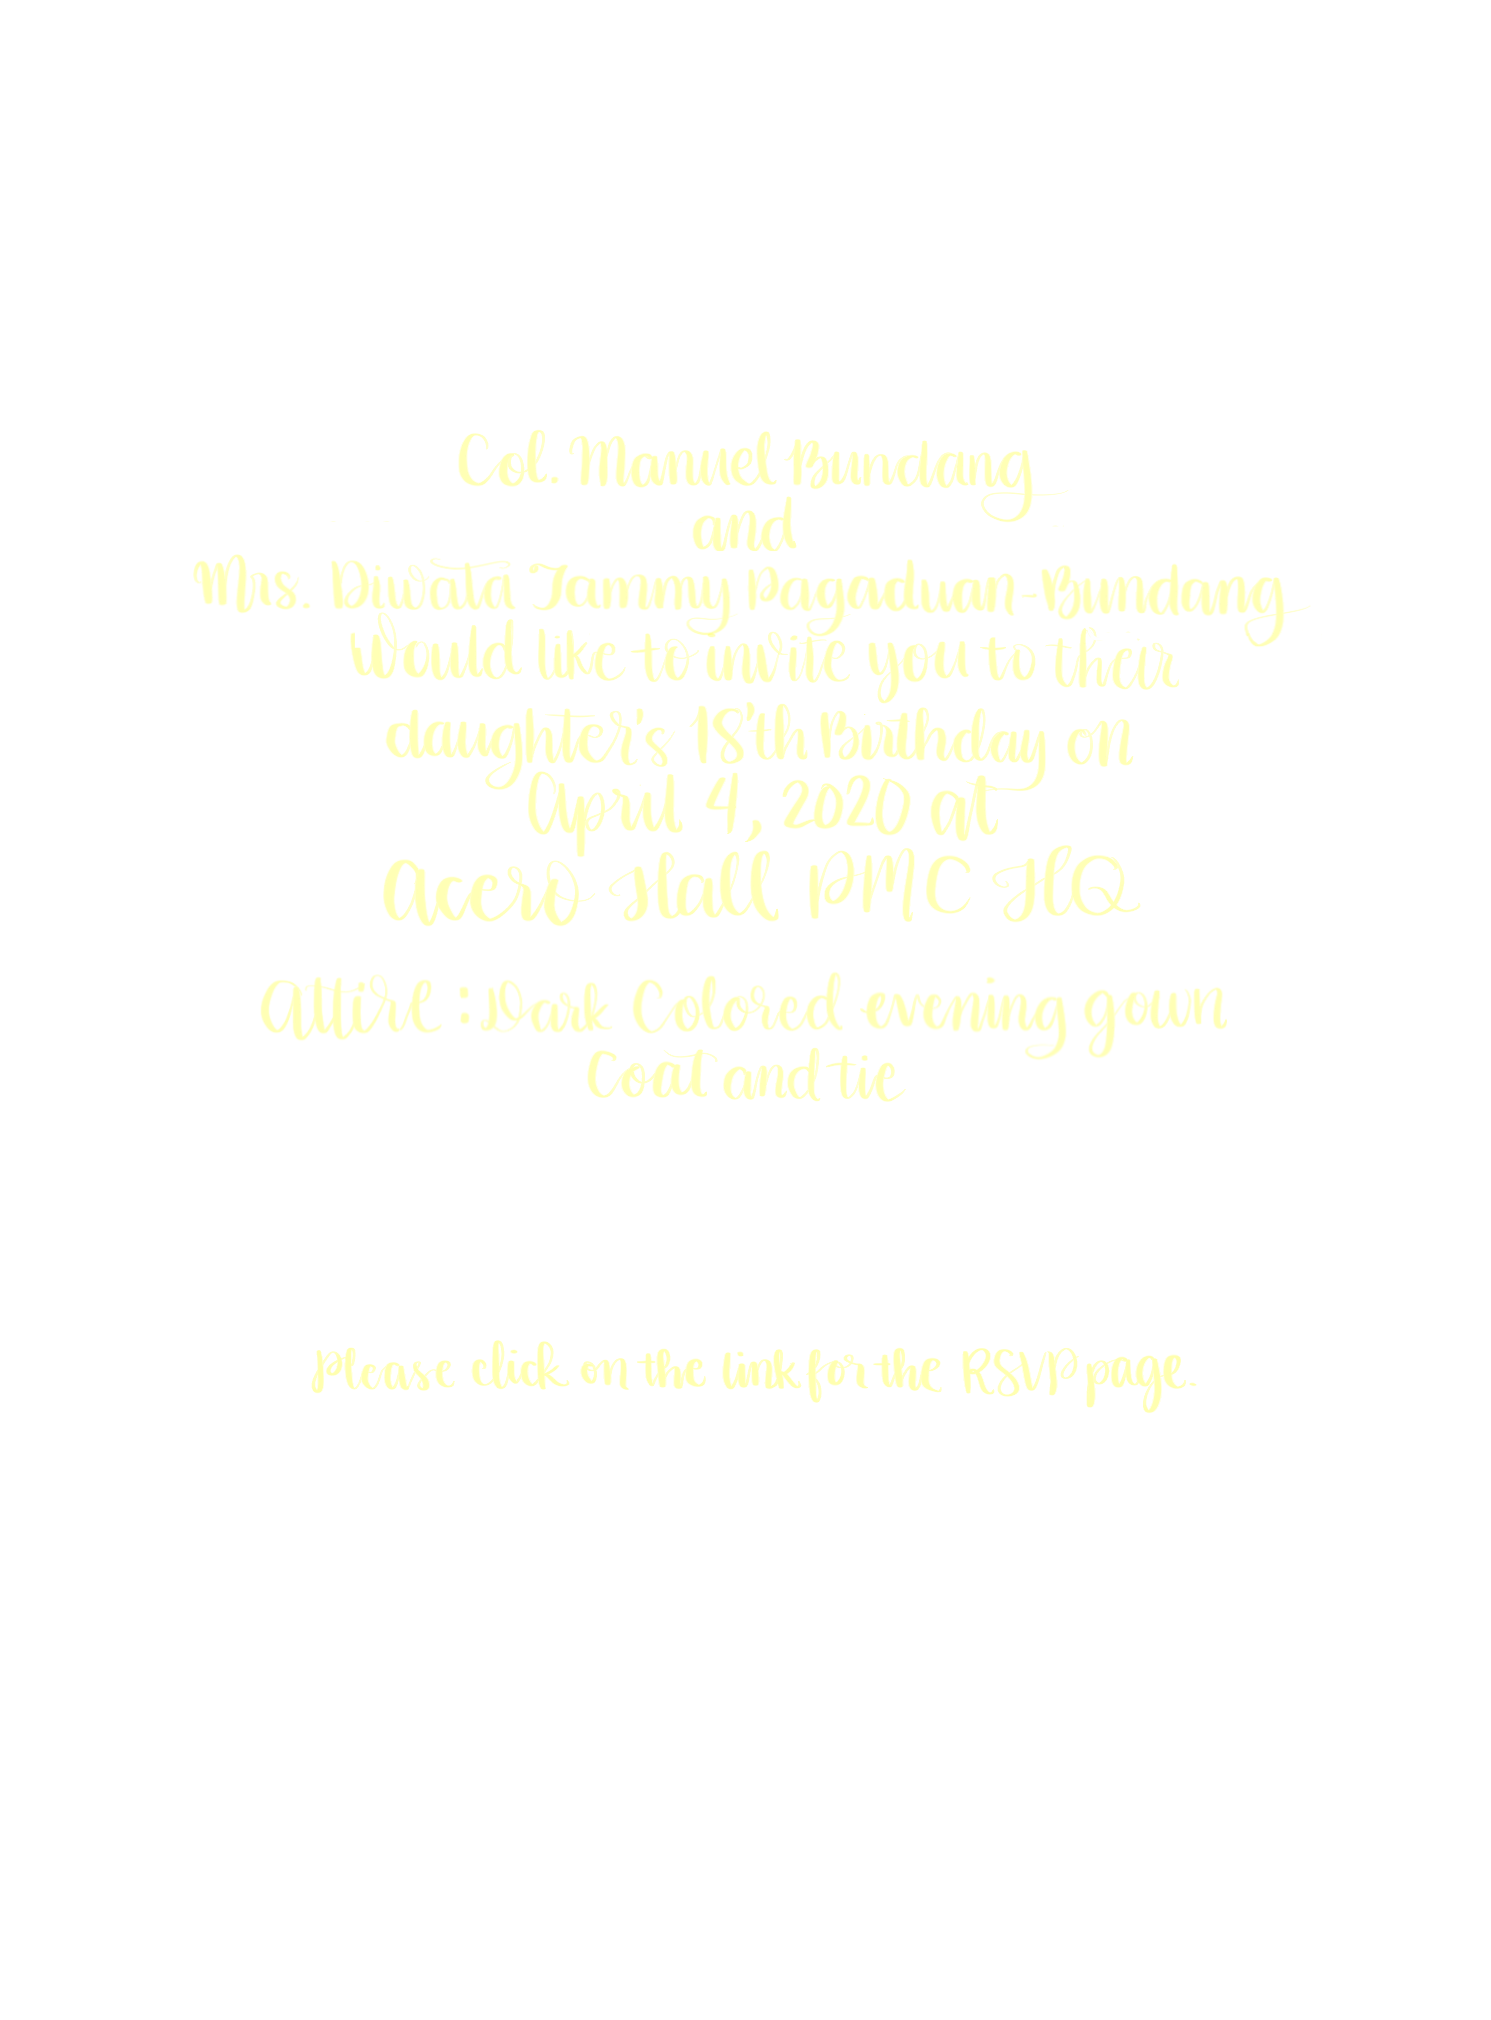 Col. Manuel Bundang
and
Mrs. Diwata Tammy Pagaduan-Bundang
would like to invite you to their
daughter's 18'th Birthday on
April 4, 2020 at
Acero Hall PMC HQ
Attire : Dark Colored evening gown
Coat and tie
Please click on the link for the RSVP page.